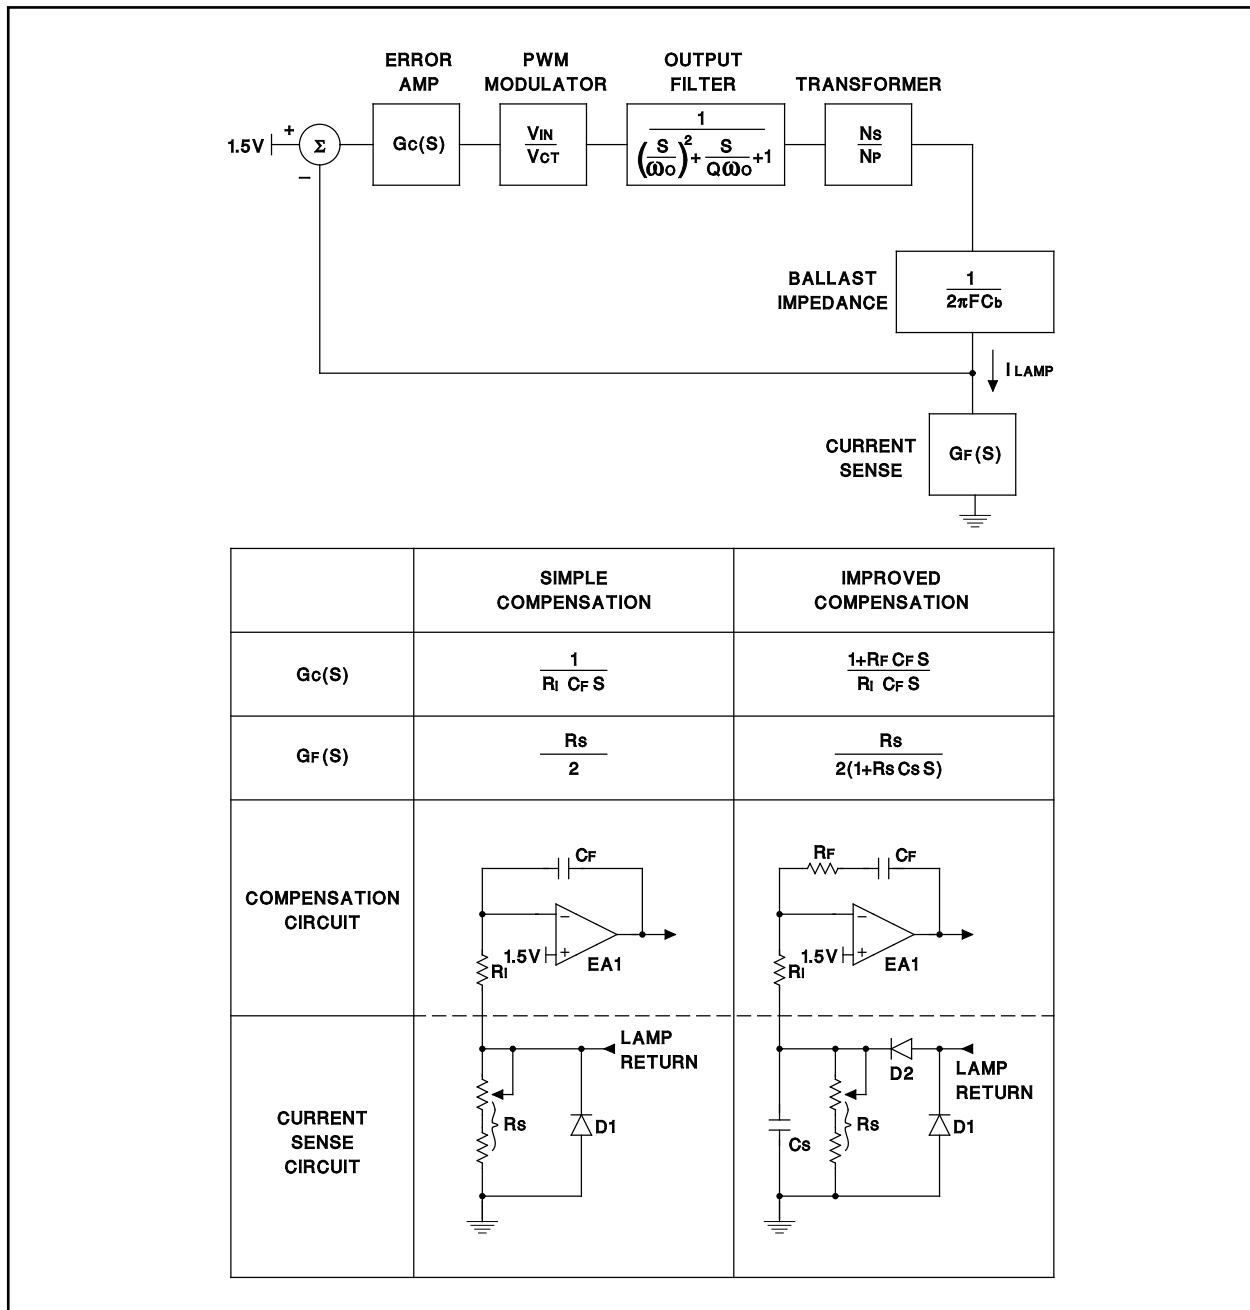 ERROR AMP
PWM MODULATOR
OUTPUT FILTER
TRANSFORMER
1.5V
+
Σ
−
GC(S)
VIN
VCT
1
(S/ωO)² + S/QωO +1
NS
NP
BALLAST IMPEDANCE
1
2πFCb
I LAMP
CURRENT SENSE
GF(S)
SIMPLE COMPENSATION
IMPROVED COMPENSATION
GC(S)
1
RI CF S
1+RF CF S
RI CF S
GF(S)
RS
2
RS
2(1+RS CS S)
COMPENSATION CIRCUIT
CF
−
1.5V
+
EA1
RI
RF
CF
−
1.5V
+
EA1
RI
CURRENT SENSE CIRCUIT
LAMP RETURN
RS
D1
D2
LAMP RETURN
CS
RS
D1